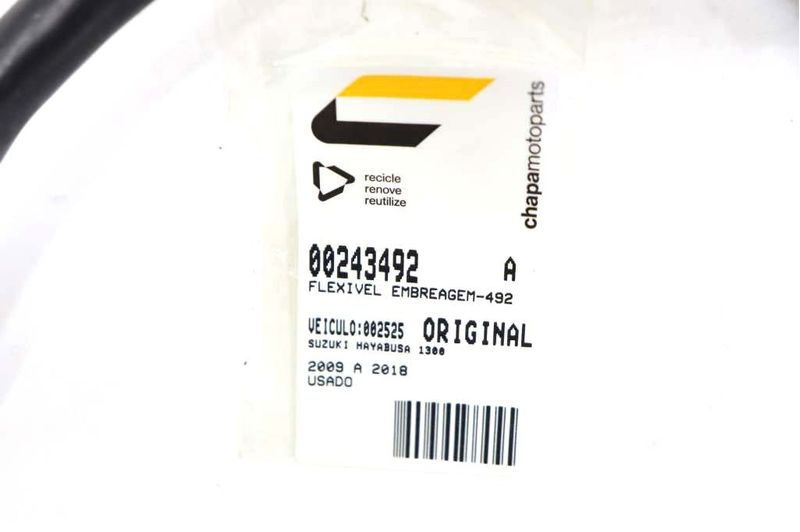 chapamotoparts
recicle
renove
reutilize
00243492 A
FLEXIVEL EMBREAGEM-492
VEICULO:002525 ORIGINAL
SUZUKI HAYABUSA 1300
2009 A 2018
USADO